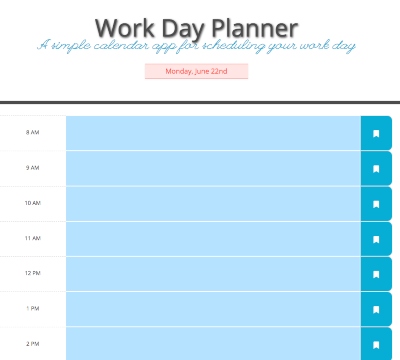 Work Day Planner
A simple calendar app for scheduling your work day
Monday, June 22nd
8 AM
9 AM
10 AM
11 AM
12 PM
1 PM
2 PM